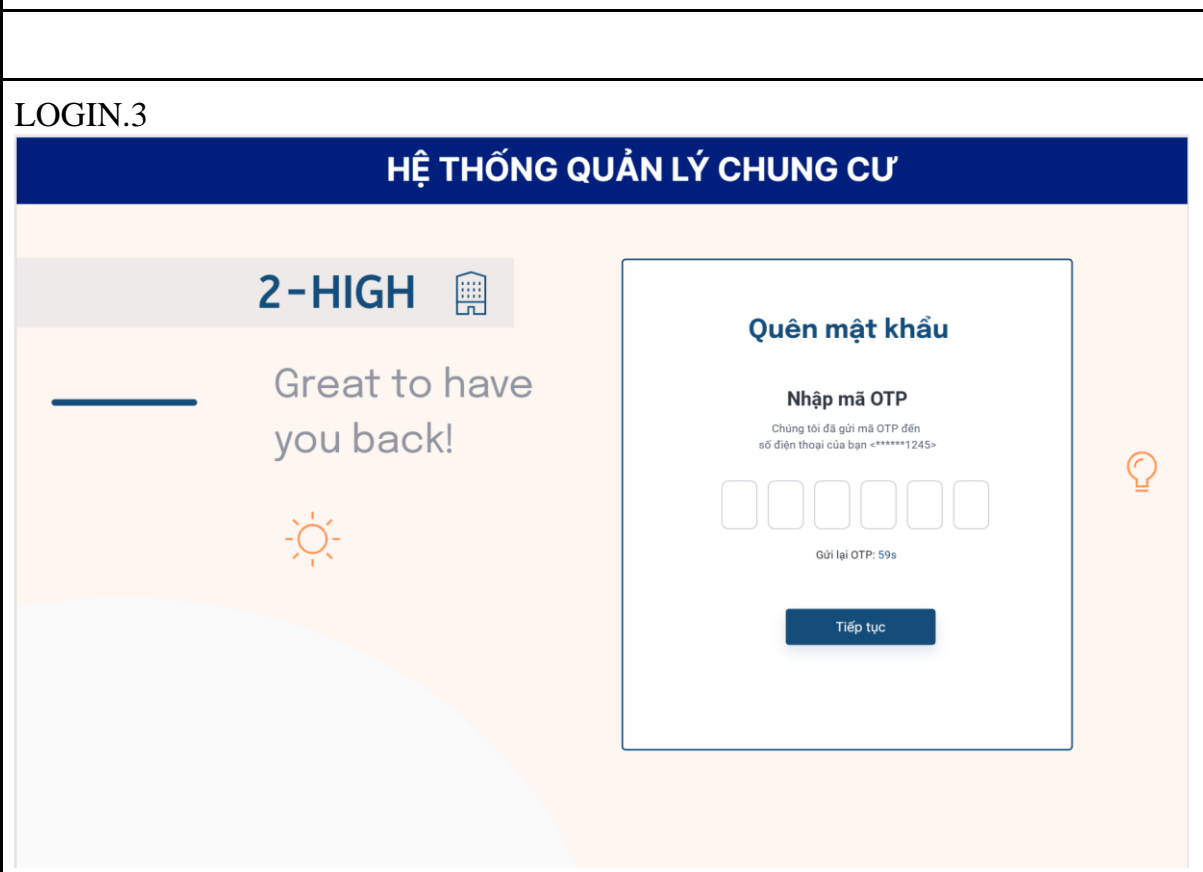 LOGIN.3
HỆ THỐNG QUẢN LÝ CHUNG CƯ
2-HIGH
Great to have
you back!
Quên mật khẩu
Nhập mã OTP
Chúng tôi đã gửi mã OTP đến
số điện thoại của bạn <******1245>
Gửi lại OTP: 59s
Tiếp tục